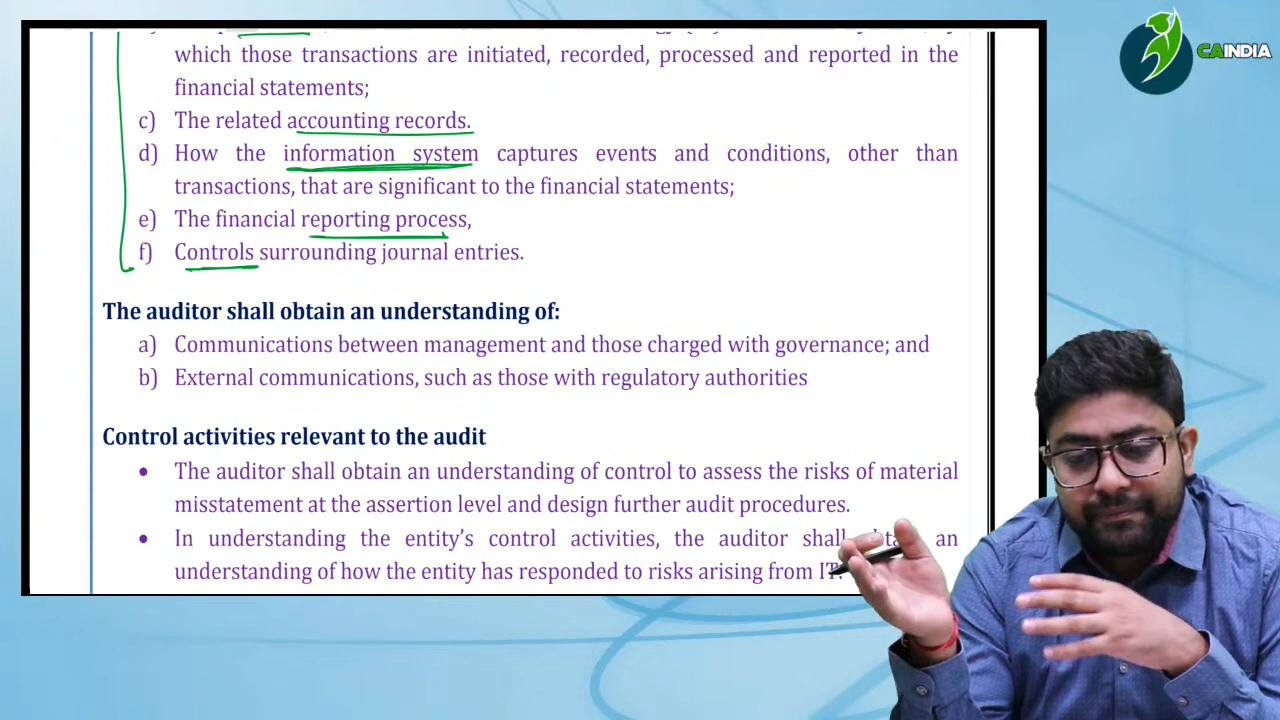 CAINDIA
which those transactions are initiated, recorded, processed and reported in the
financial statements;
c) The related accounting records.
d) How the information system captures events and conditions, other than
transactions, that are significant to the financial statements;
e) The financial reporting process,
f) Controls surrounding journal entries.
The auditor shall obtain an understanding of:
a) Communications between management and those charged with governance; and
b) External communications, such as those with regulatory authorities
Control activities relevant to the audit
• The auditor shall obtain an understanding of control to assess the risks of material
misstatement at the assertion level and design further audit procedures.
• In understanding the entity's control activities, the auditor shall an
understanding of how the entity has responded to risks arising from IT.